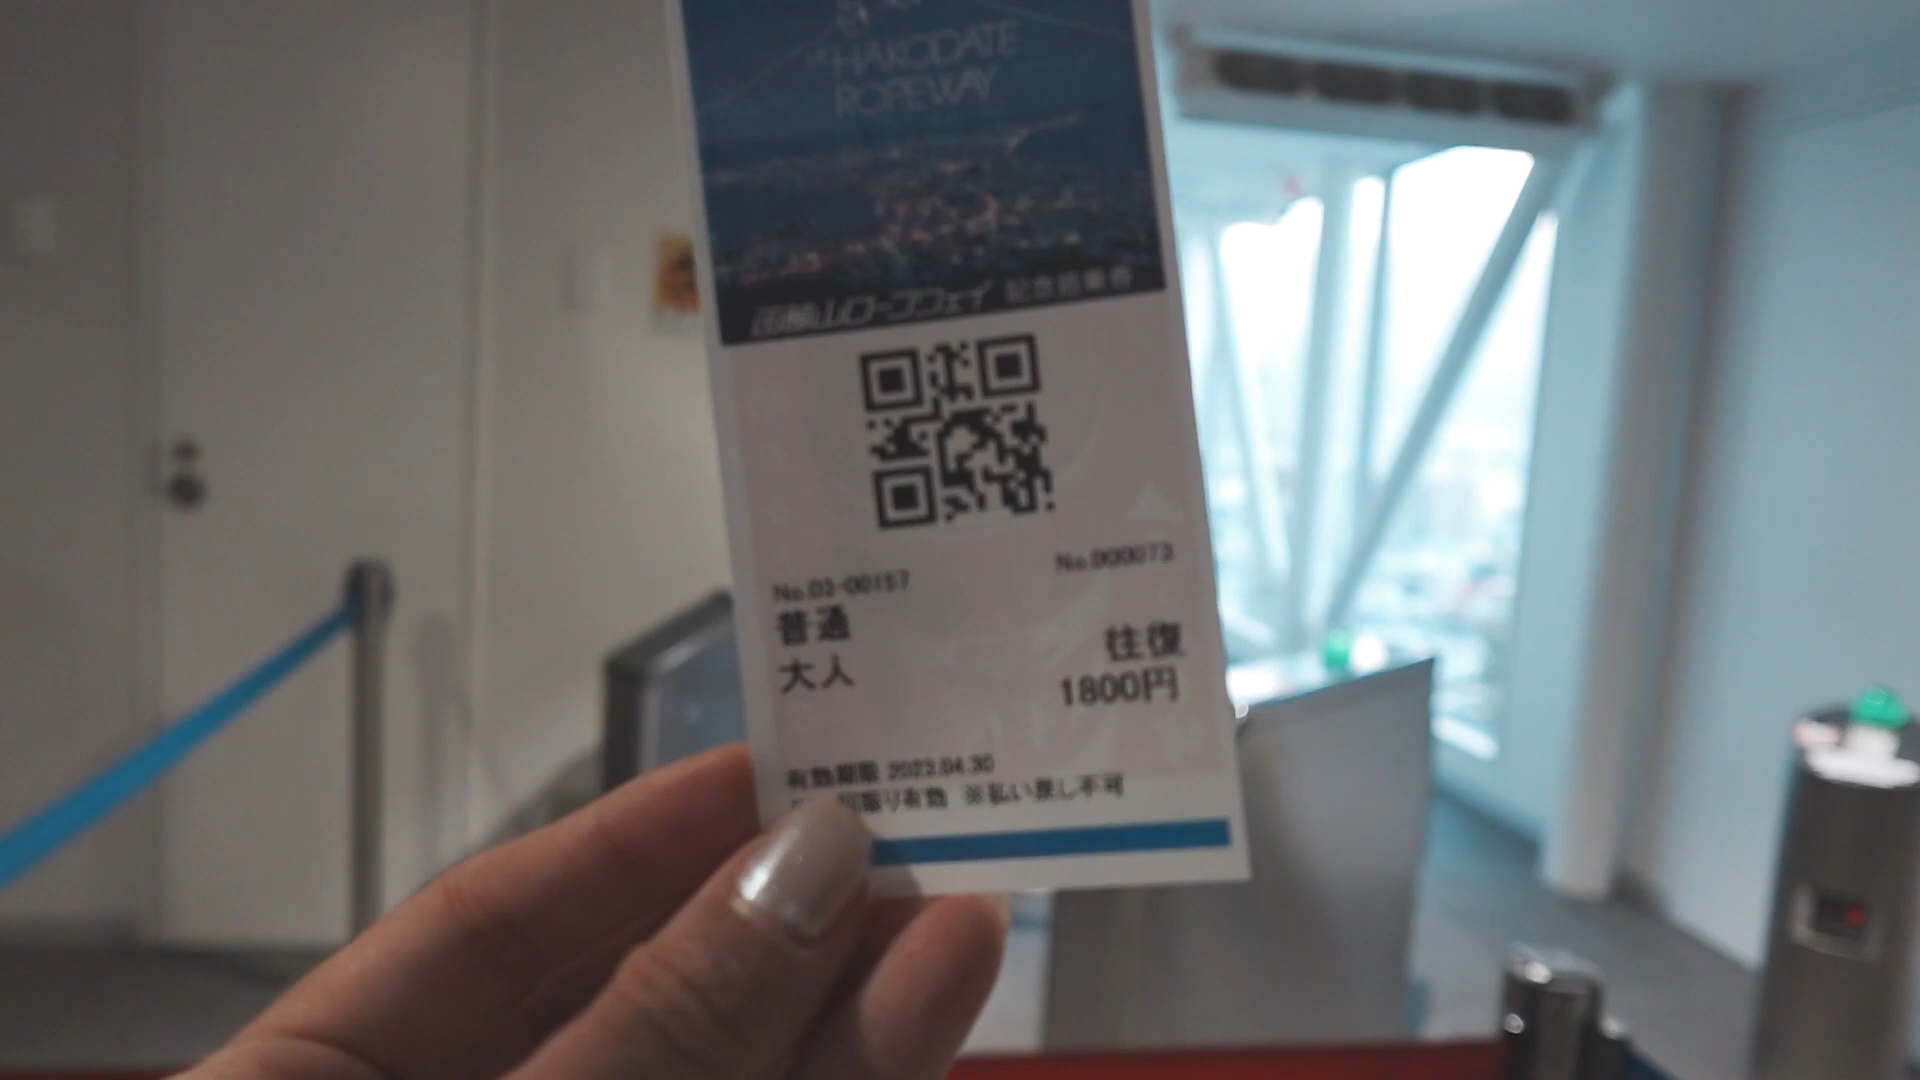 HAKODATE
ROPEWAY
函館山ロープウェイ 記念搭乗券
No.03-00157
No.000073
普通
往復
大人
1800円
有効期限 2023.04.30
回限り有効 ※払い戻し不可